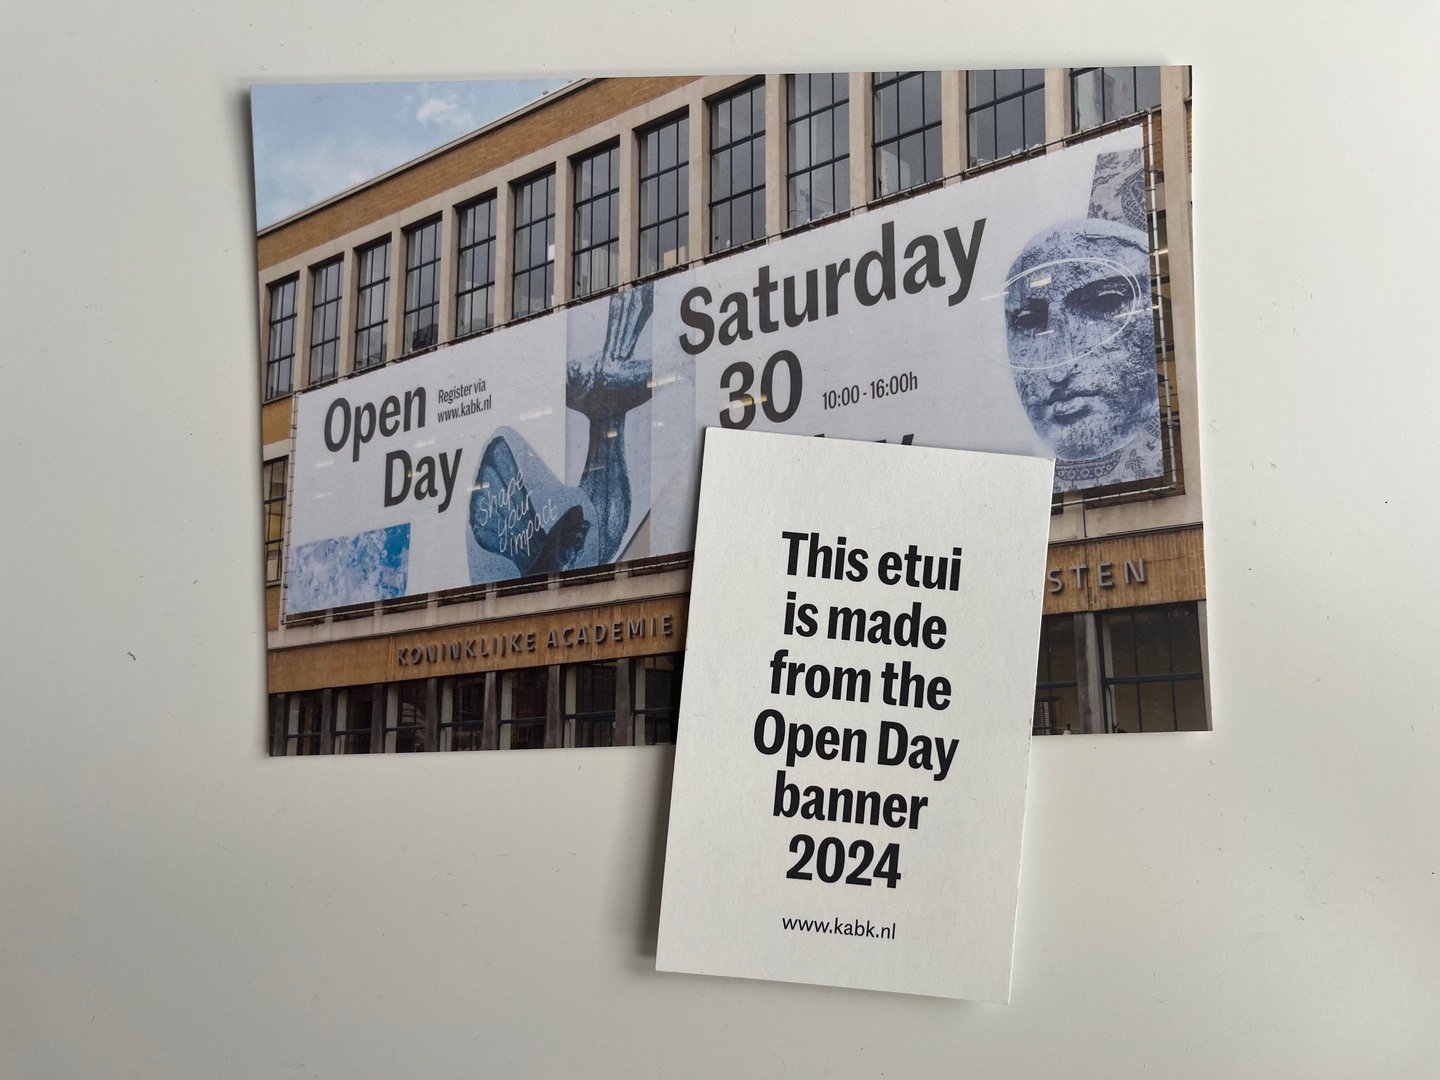 Open
Day
Register via
www.kabk.nl
shape
your
impact
Saturday
30
10:00 - 16:00h
KONINKLIJKE ACADEMIE
STEN
This etui
is made
from the
Open Day
banner
2024
www.kabk.nl